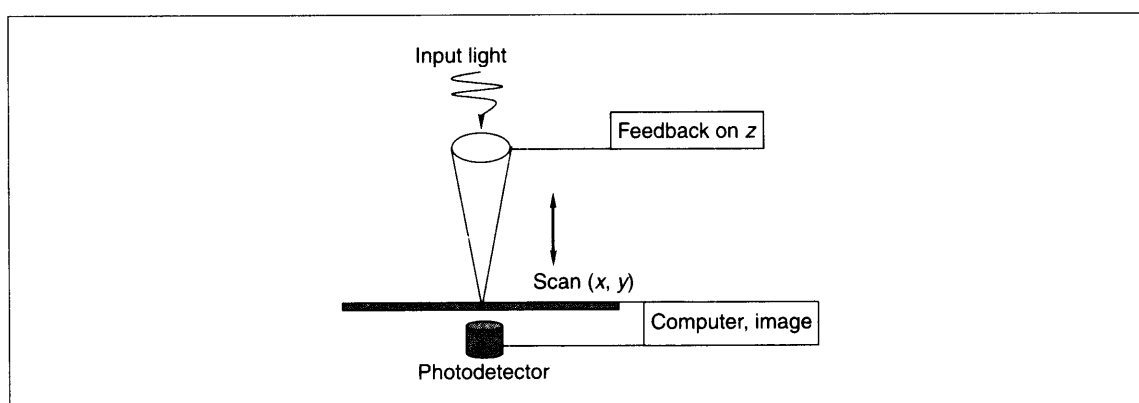 Input light
Feedback on z
Scan (x, y)
Computer, image
Photodetector